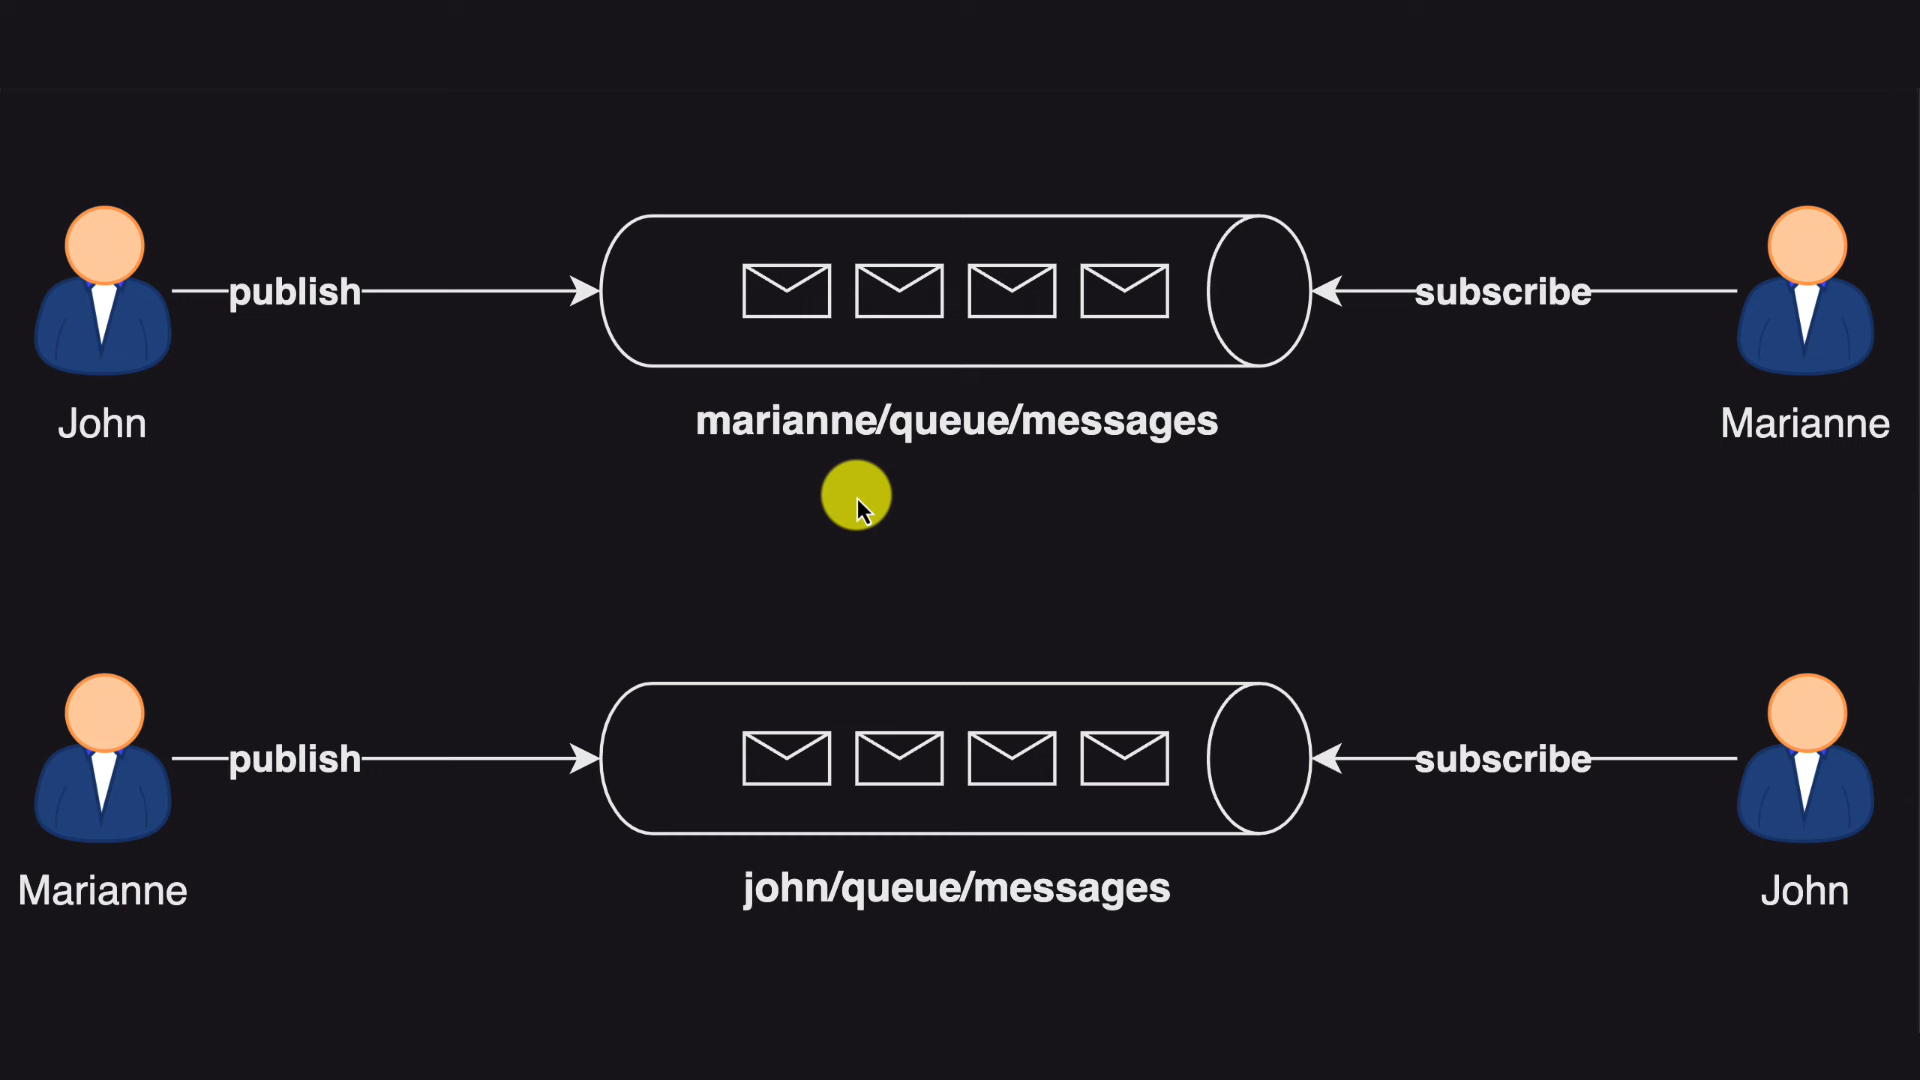 publish
subscribe
John
marianne/queue/messages
Marianne
publish
subscribe
Marianne
john/queue/messages
John